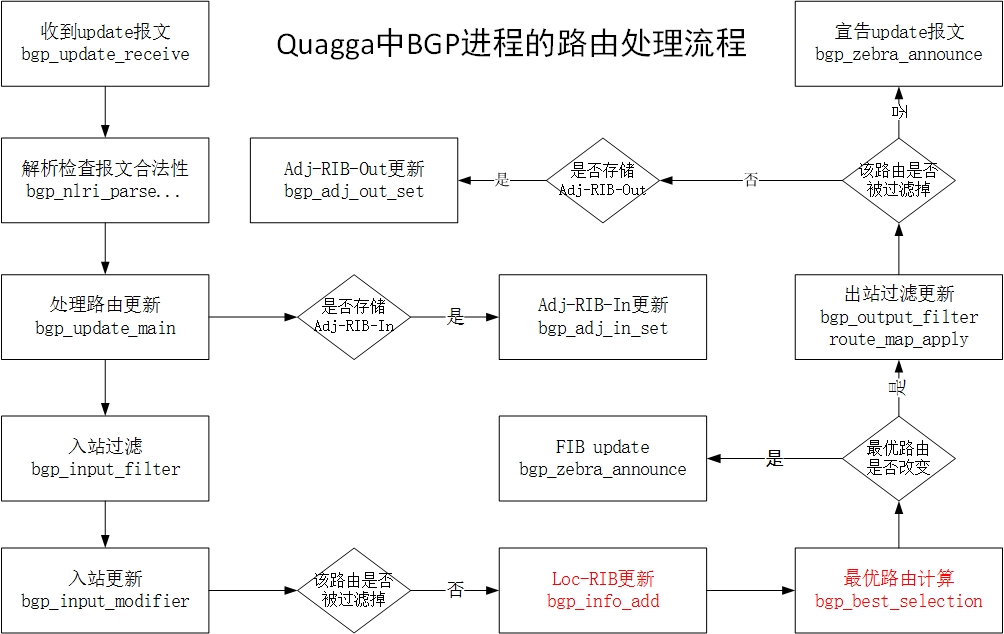 Quagga中BGP进程的路由处理流程
收到update报文
bgp_update_receive
宣告update报文
bgp_zebra_announce
否
解析检查报文合法性
bgp_nlri_parse...
Adj-RIB-Out更新
bgp_adj_out_set
是
是否存储
Adj-RIB-Out
否
该路由是否
被过滤掉
处理路由更新
bgp_update_main
是否存储
Adj-RIB-In
是
Adj-RIB-In更新
bgp_adj_in_set
出站过滤更新
bgp_output_filter
route_map_apply
是
入站过滤
bgp_input_filter
FIB update
bgp_zebra_announce
是
最优路由
是否改变
入站更新
bgp_input_modifier
该路由是否
被过滤掉
否
Loc-RIB更新
bgp_info_add
最优路由计算
bgp_best_selection